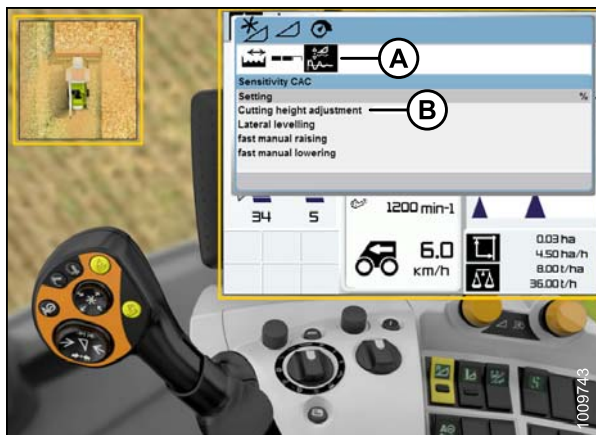 A
Sensitivity CAC
Setting %
Cutting height adjustment B
Lateral levelling
fast manual raising
fast manual lowering
34 5
1200 min-1
6.0
km/h
0.03 ha
4.50 ha/h
8.00 t/ha
36.00 t/h
1009743